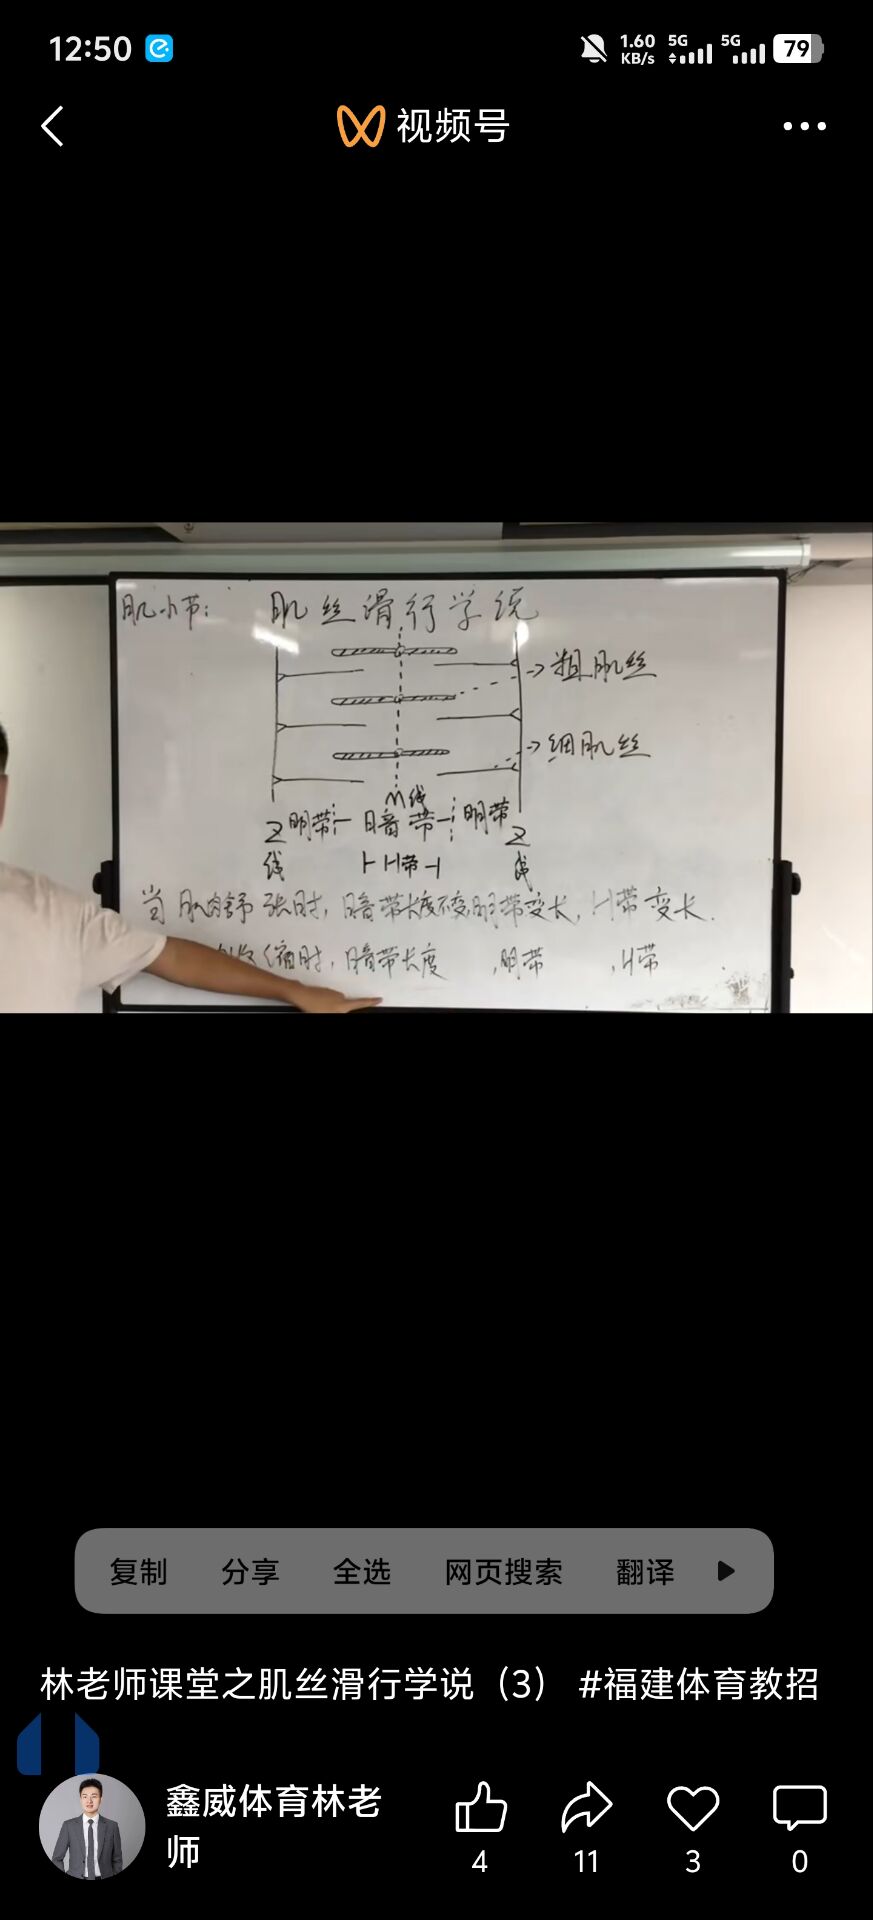 12:50
1.60 KB/s 5G 5G 79
视频号
肌小节: 肌丝滑行学说
粗肌丝
细肌丝
M线
明带 暗带 明带
Z线 H带 Z线
当肌肉舒张时,暗带长度不变,明带变长,H带变长.
缩时,暗带长度 ,明带 ,H带
复制 分享 全选 网页搜索 翻译
林老师课堂之肌丝滑行学说（3） #福建体育教招
鑫威体育林老师
4 11 3 0